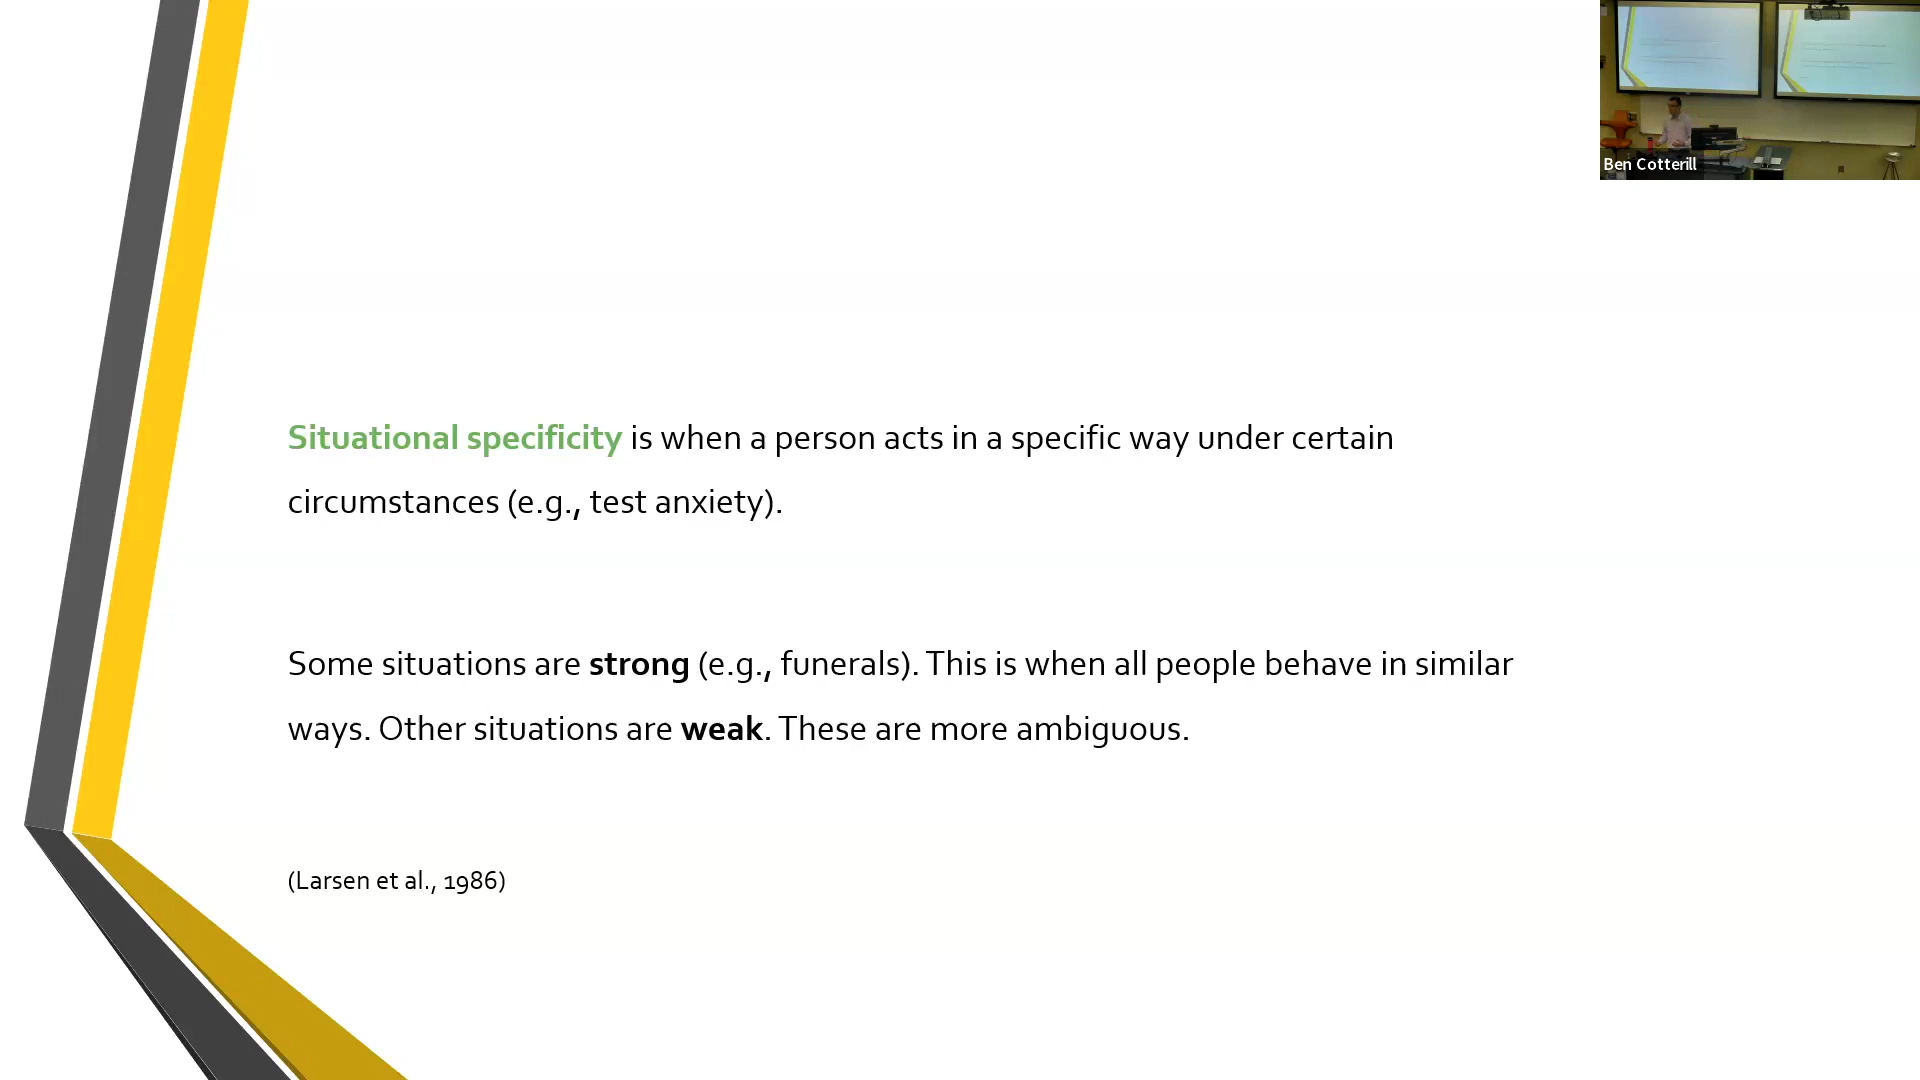 Ben Cotterill
Situational specificity is when a person acts in a specific way under certain
circumstances (e.g., test anxiety).
Some situations are strong (e.g., funerals). This is when all people behave in similar
ways. Other situations are weak. These are more ambiguous.
(Larsen et al., 1986)